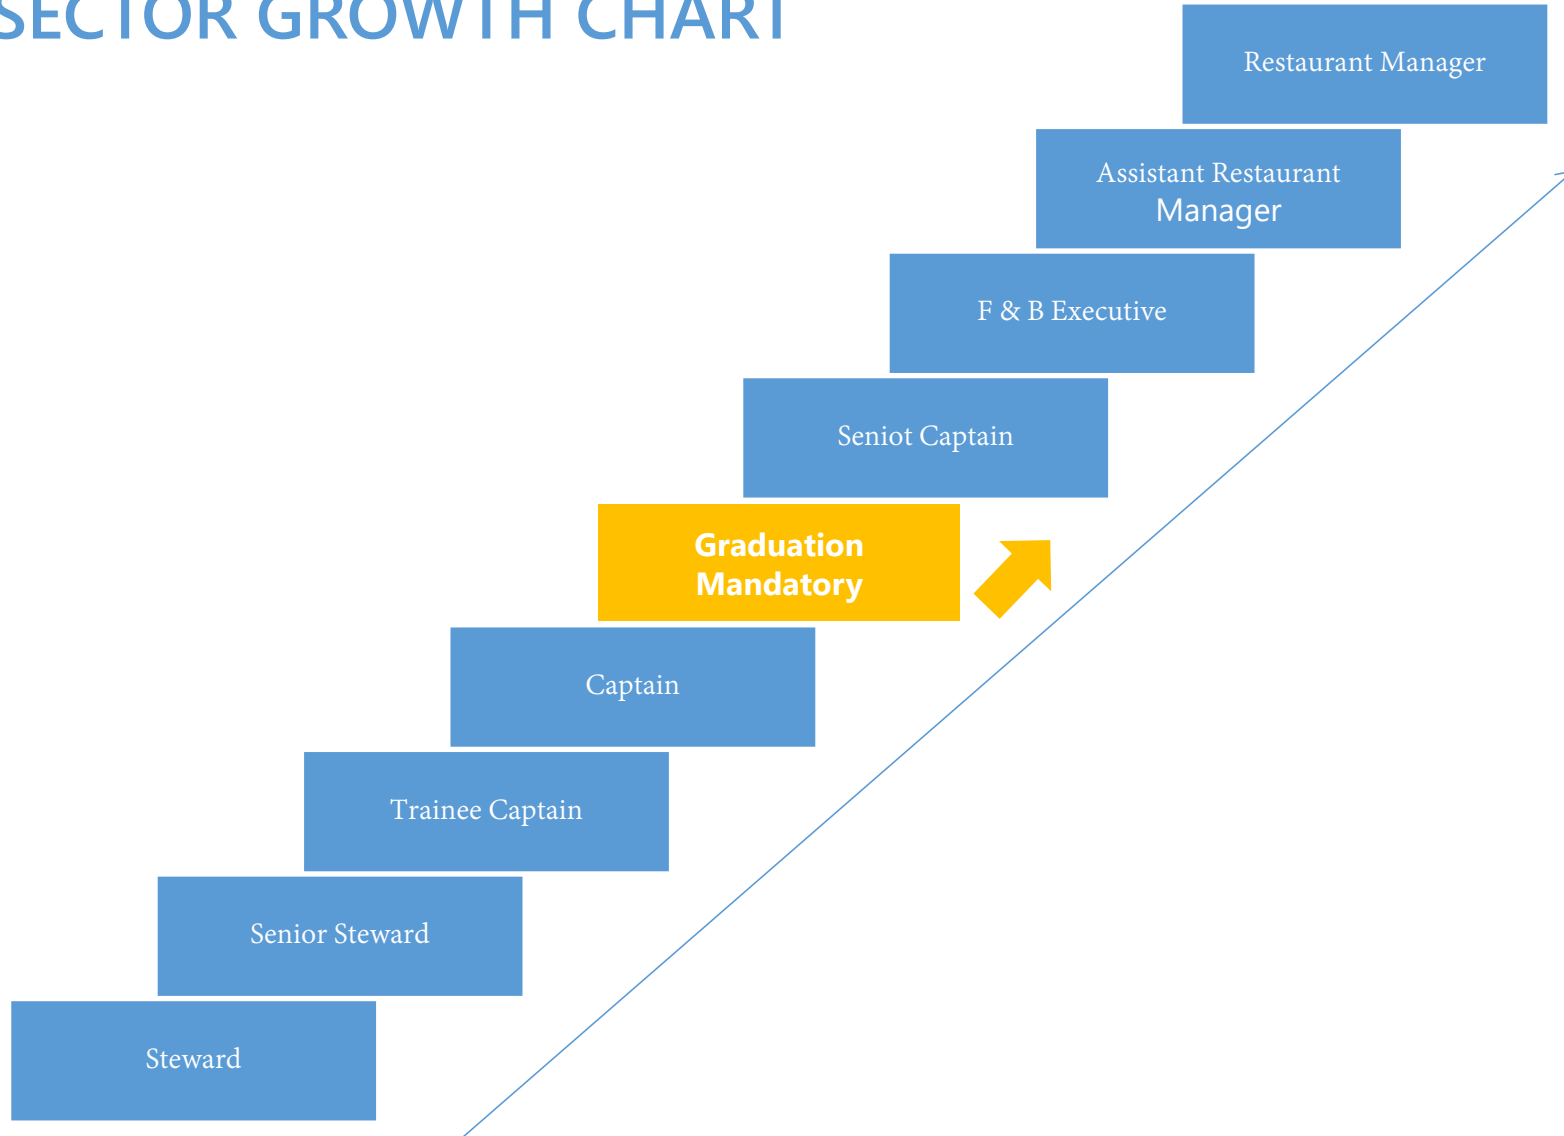 SECTOR GROWTH CHART
Restaurant Manager
Assistant Restaurant
Manager
F & B Executive
Seniot Captain
Graduation
Mandatory
Captain
Trainee Captain
Senior Steward
Steward